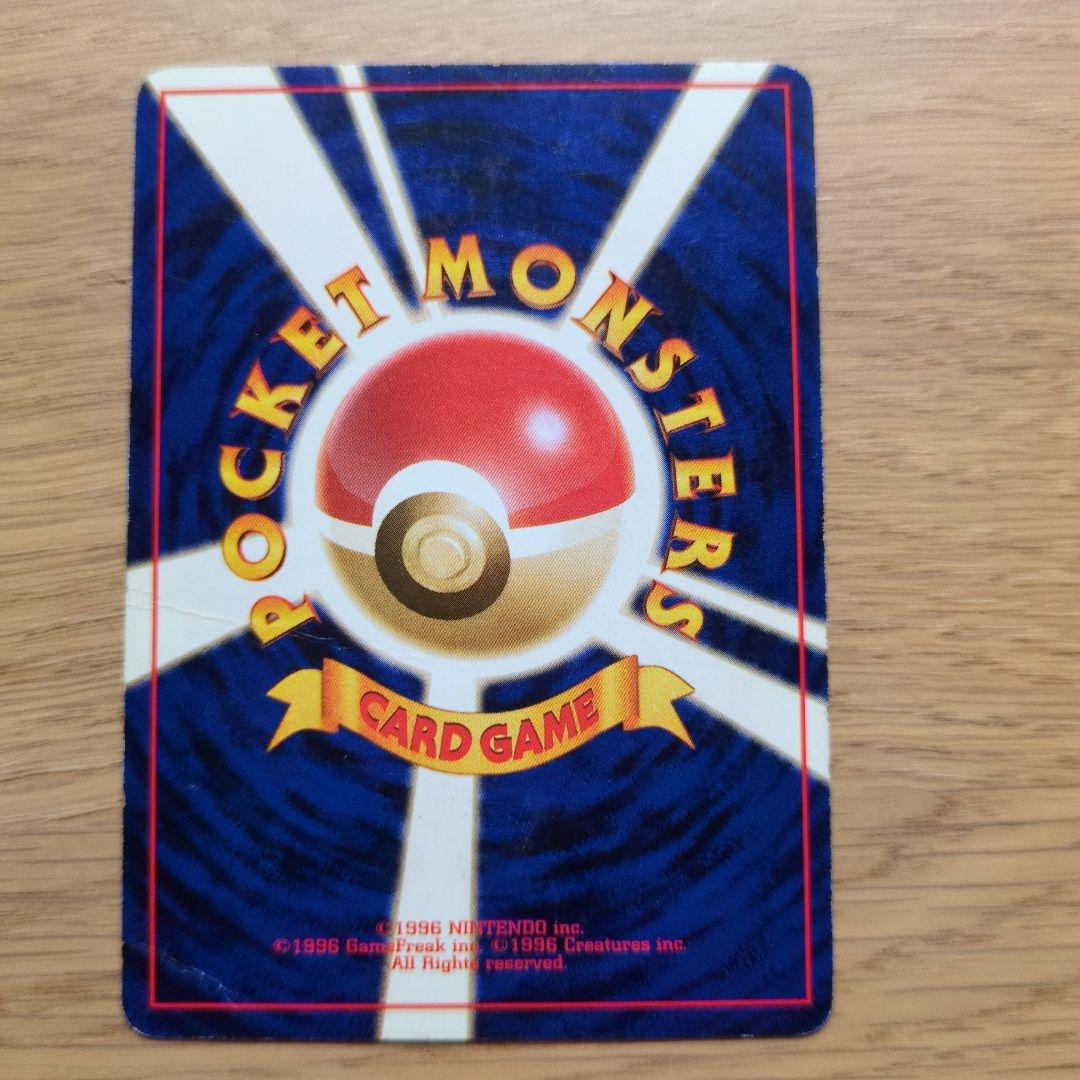 POCKET MONSTERS
CARD GAME
©1996 NINTENDO inc.
©1996 GameFreak inc. ©1996 Creatures inc.
All Rights reserved.